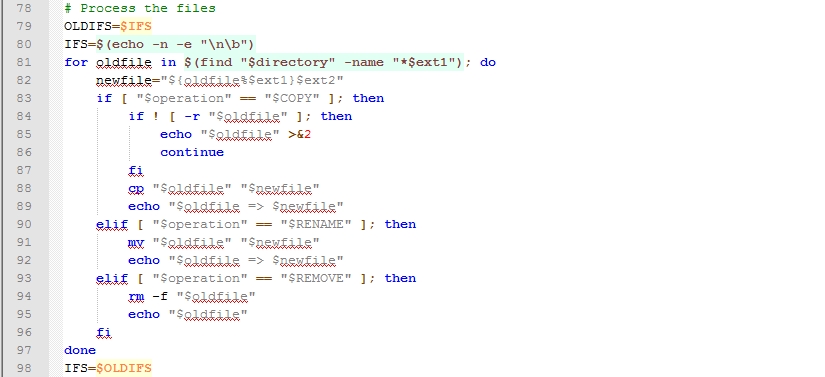 78 # Process the files
79 OLDIFS=$IFS
80 IFS=$(echo -n -e "\n\b")
81 for oldfile in $(find "$directory" -name "*$ext1"); do
82 newfile="${oldfile%$ext1}$ext2"
83 if [ "$operation" == "$COPY" ]; then
84 if ! [ -r "$oldfile" ]; then
85 echo "$oldfile" >&2
86 continue
87 fi
88 cp "$oldfile" "$newfile"
89 echo "$oldfile => $newfile"
90 elif [ "$operation" == "$RENAME" ]; then
91 mv "$oldfile" "$newfile"
92 echo "$oldfile => $newfile"
93 elif [ "$operation" == "$REMOVE" ]; then
94 rm -f "$oldfile"
95 echo "$oldfile"
96 fi
97 done
98 IFS=$OLDIFS